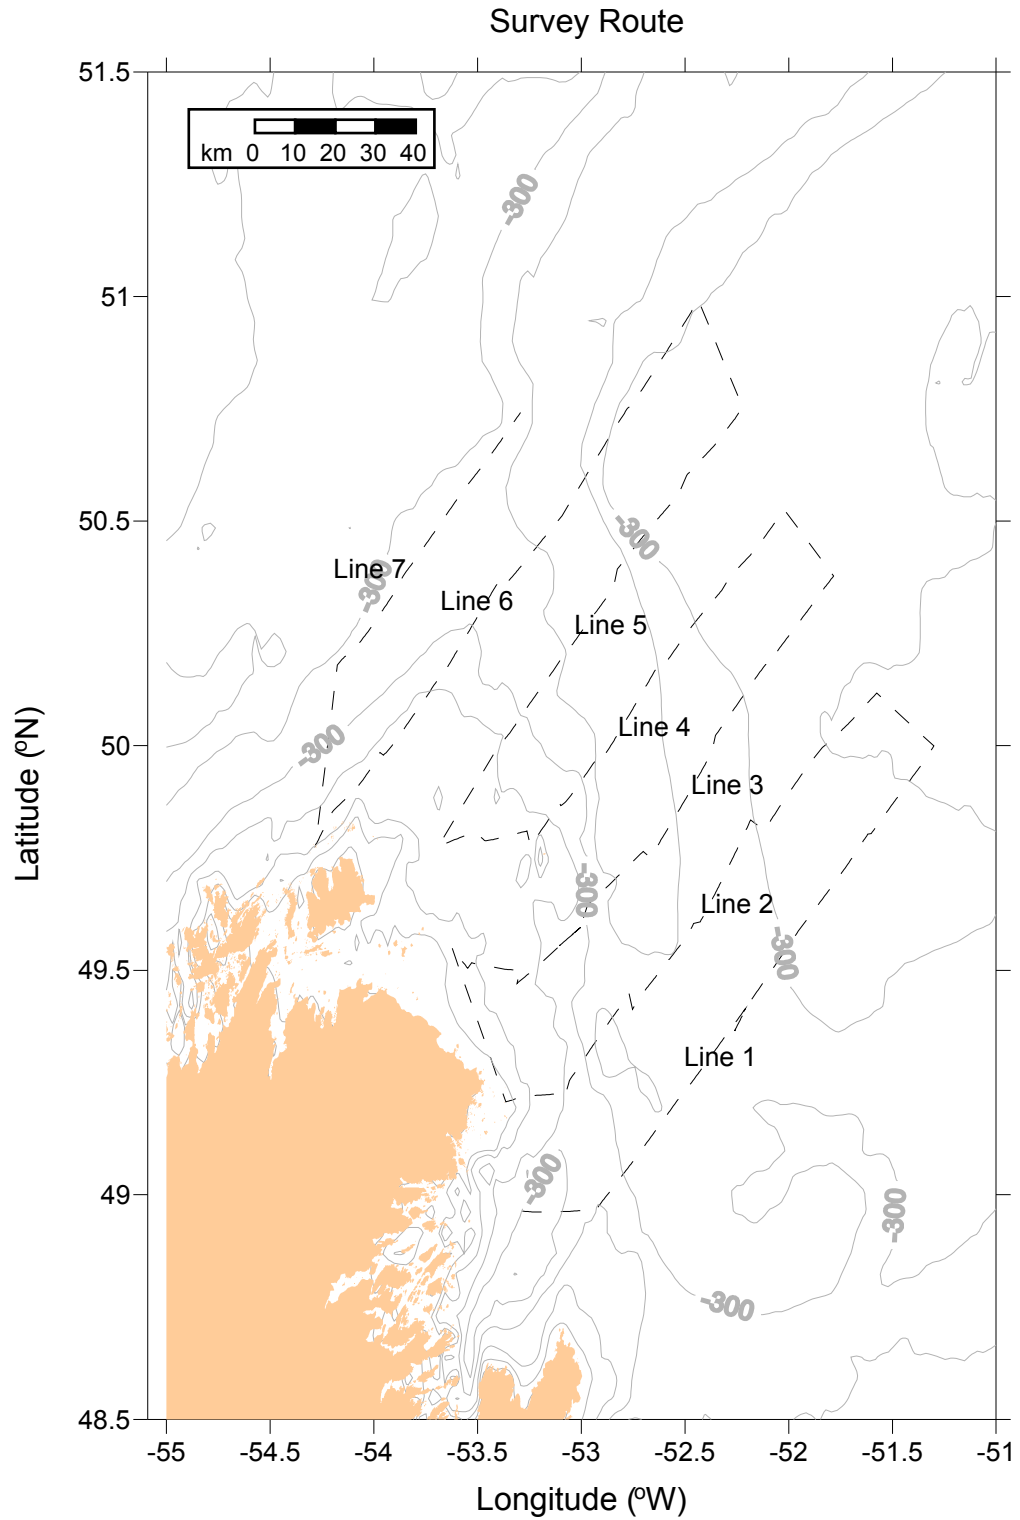 Survey Route
51.5
km 0 10 20 30 40
-300
51
50.5
-300
Line 7
-300
Line 6
Line 5
Line 4
-300
50
Line 3
-300
Line 2
-300
49.5
Line 1
-300
49
-300
-300
48.5
-55 -54.5 -54 -53.5 -53 -52.5 -52 -51.5 -51
Latitude (ºN)
Longitude (ºW)